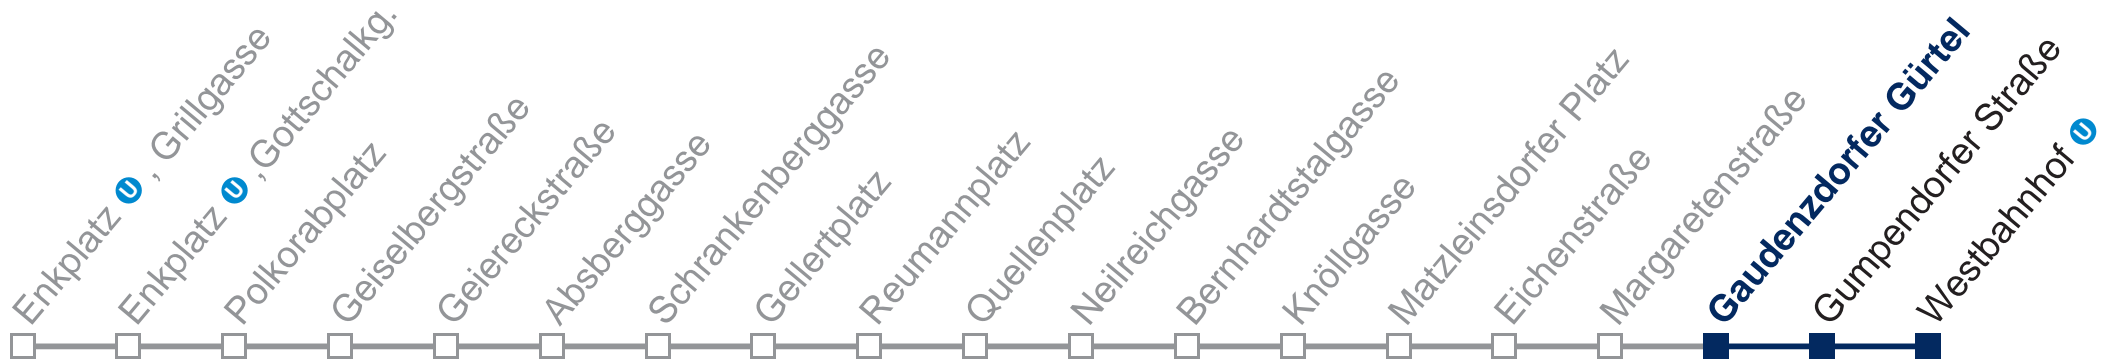 Enkplatz U , Grillgasse
Enkplatz U ,Gottschalkg.
Polkorabplatz
Geiselbergstraße
Geiereckstraße
Absberggasse
Schrankenberggasse
Gellertplatz
Reumannplatz
Quellenplatz
Neilreichgasse
Bernhardtstalgasse
Knöllgasse
Matzleinsdorfer Platz
Eichenstraße
Margaretenstraße
Gaudenzdorfer Gürtel
Gumpendorfer Straße
Westbahnhof U